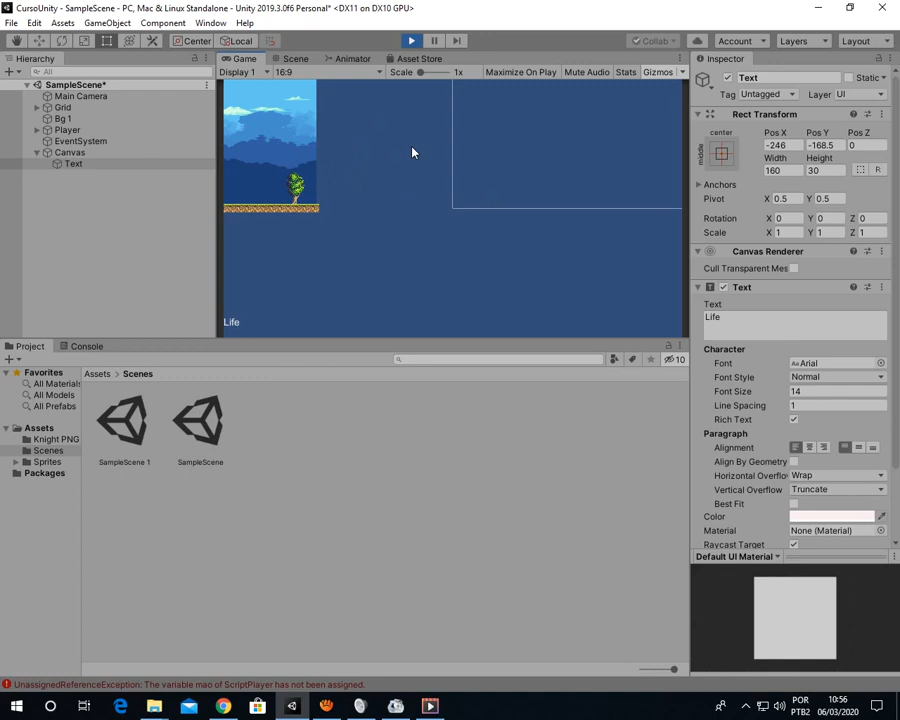 CursoUnity - SampleScene - PC, Mac & Linux Standalone - Unity 2019.3.0f6 Personal* <DX11 on DX10 GPU>
File Edit Assets GameObject Component Window Help
Center Local Collab Account Layers Layout
Hierarchy
All
SampleScene*
Main Camera
Grid
Bg 1
Player
EventSystem
Canvas
Text
Game Scene Animator Asset Store
Display 1 16:9 Scale 1x Maximize On Play Mute Audio Stats Gizmos
Life
Inspector
Text Static
Tag Untagged Layer UI
Rect Transform
center Pos X Pos Y Pos Z
middle -246 -168.5 0
Width Height
160 30 R
Anchors
Pivot X 0.5 Y 0.5
Rotation X 0 Y 0 Z 0
Scale X 1 Y 1 Z 1
Canvas Renderer
Cull Transparent Mes
Text
Text
Life
Character
Font Arial
Font Style Normal
Font Size 14
Line Spacing 1
Rich Text
Paragraph
Alignment
Align By Geometry
Horizontal Overflo Wrap
Vertical Overflow Truncate
Best Fit
Color
Material None (Material)
Raycast Target
Default UI Material
Project Console
10
Favorites
All Materials
All Models
All Prefabs
Assets
Knight PNG
Scenes
Sprites
Packages
Assets Scenes
SampleScene 1 SampleScene
UnassignedReferenceException: The variable mao of ScriptPlayer has not been assigned.
POR 10:56
PTB2 06/03/2020